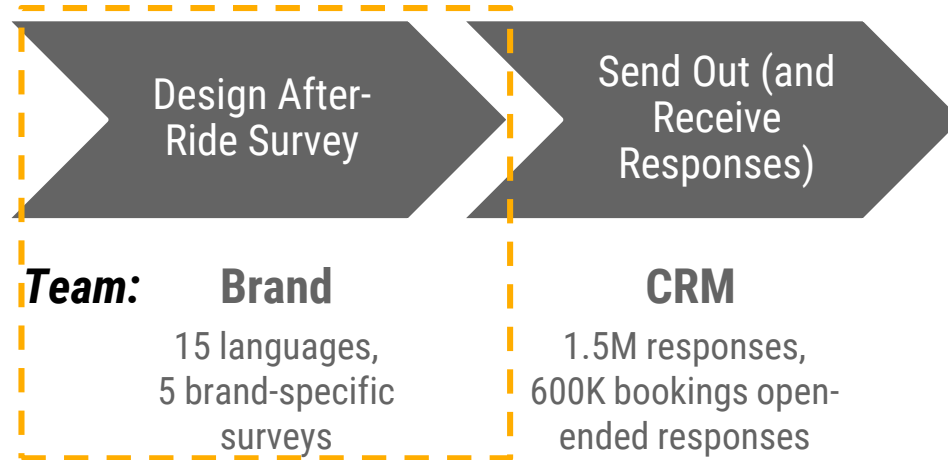 Design After-
Ride Survey
Send Out (and
Receive
Responses)
Team:
Brand
15 languages,
5 brand-specific
surveys
CRM
1.5M responses,
600K bookings open-
ended responses